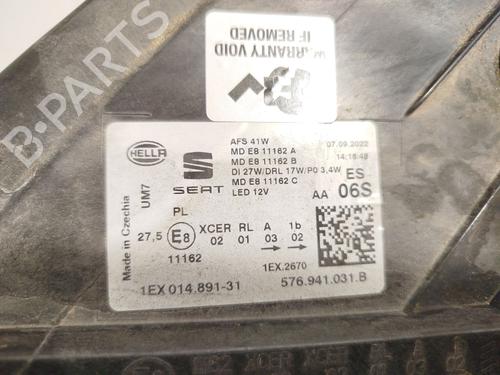 WARRANTY VOID
IF REMOVED
B-PARTS
HELLA
SEAT
AFS 41W
MD E8 11162 A
MD E8 11162 B
DI 27W/DRL 17W/PO 3,4W
MD E8 11162 C
LED 12V
07.09.2022
14:16:48
ES
AA 06S
Made in Czechia
UM7
PL
27,5 E8 XCER RL A 1b
02 01 03 02
11162
1EX.2670
1EX 014.891-31
576.941.031.B